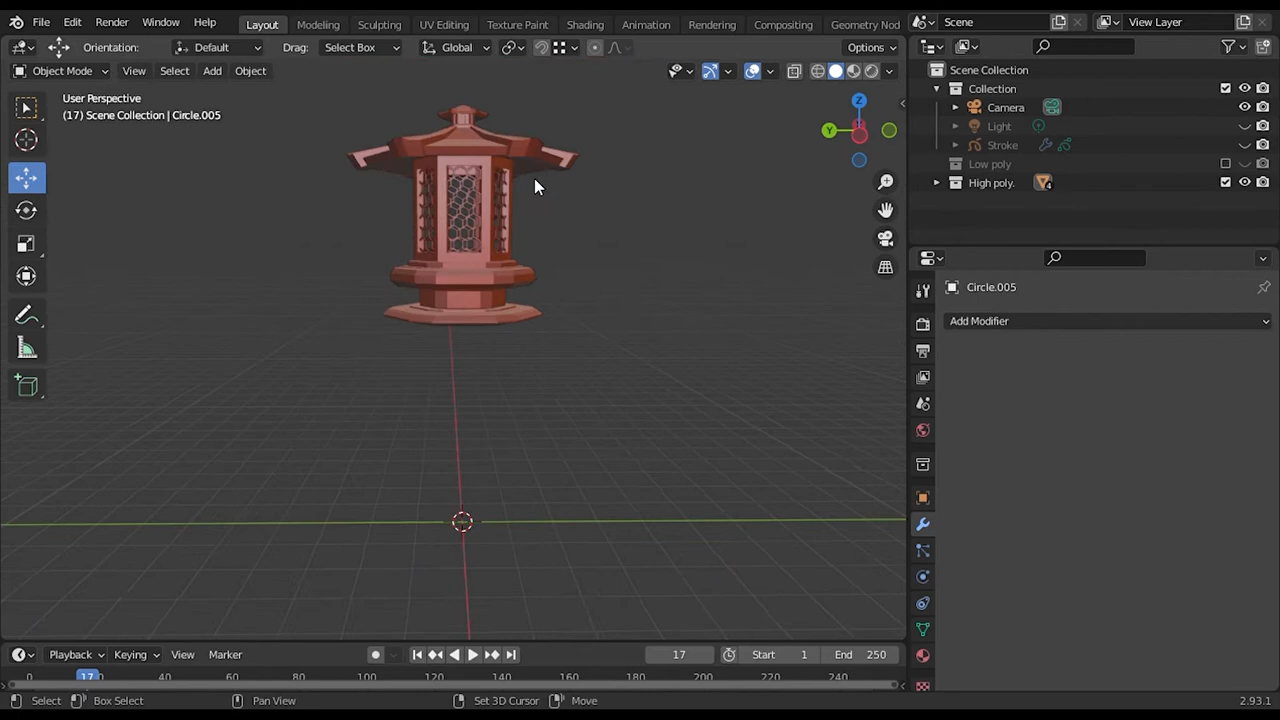 File Edit Render Window Help Layout Modeling Sculpting UV Editing Texture Paint Shading Animation Rendering Compositing Geometry Nod Scene View Layer
Orientation: Default Drag: Select Box Global Options
Object Mode View Select Add Object
Scene Collection
Collection
Camera
Light
Stroke
Low poly
High poly. 4
User Perspective
(17) Scene Collection | Circle.005
Z
Y
Circle.005
Add Modifier
Playback Keying View Marker 17 Start 1 End 250
0 17 40 60 80 100 120 140 160 180 200 220 240
Select Box Select Pan View Set 3D Cursor Move 2.93.1